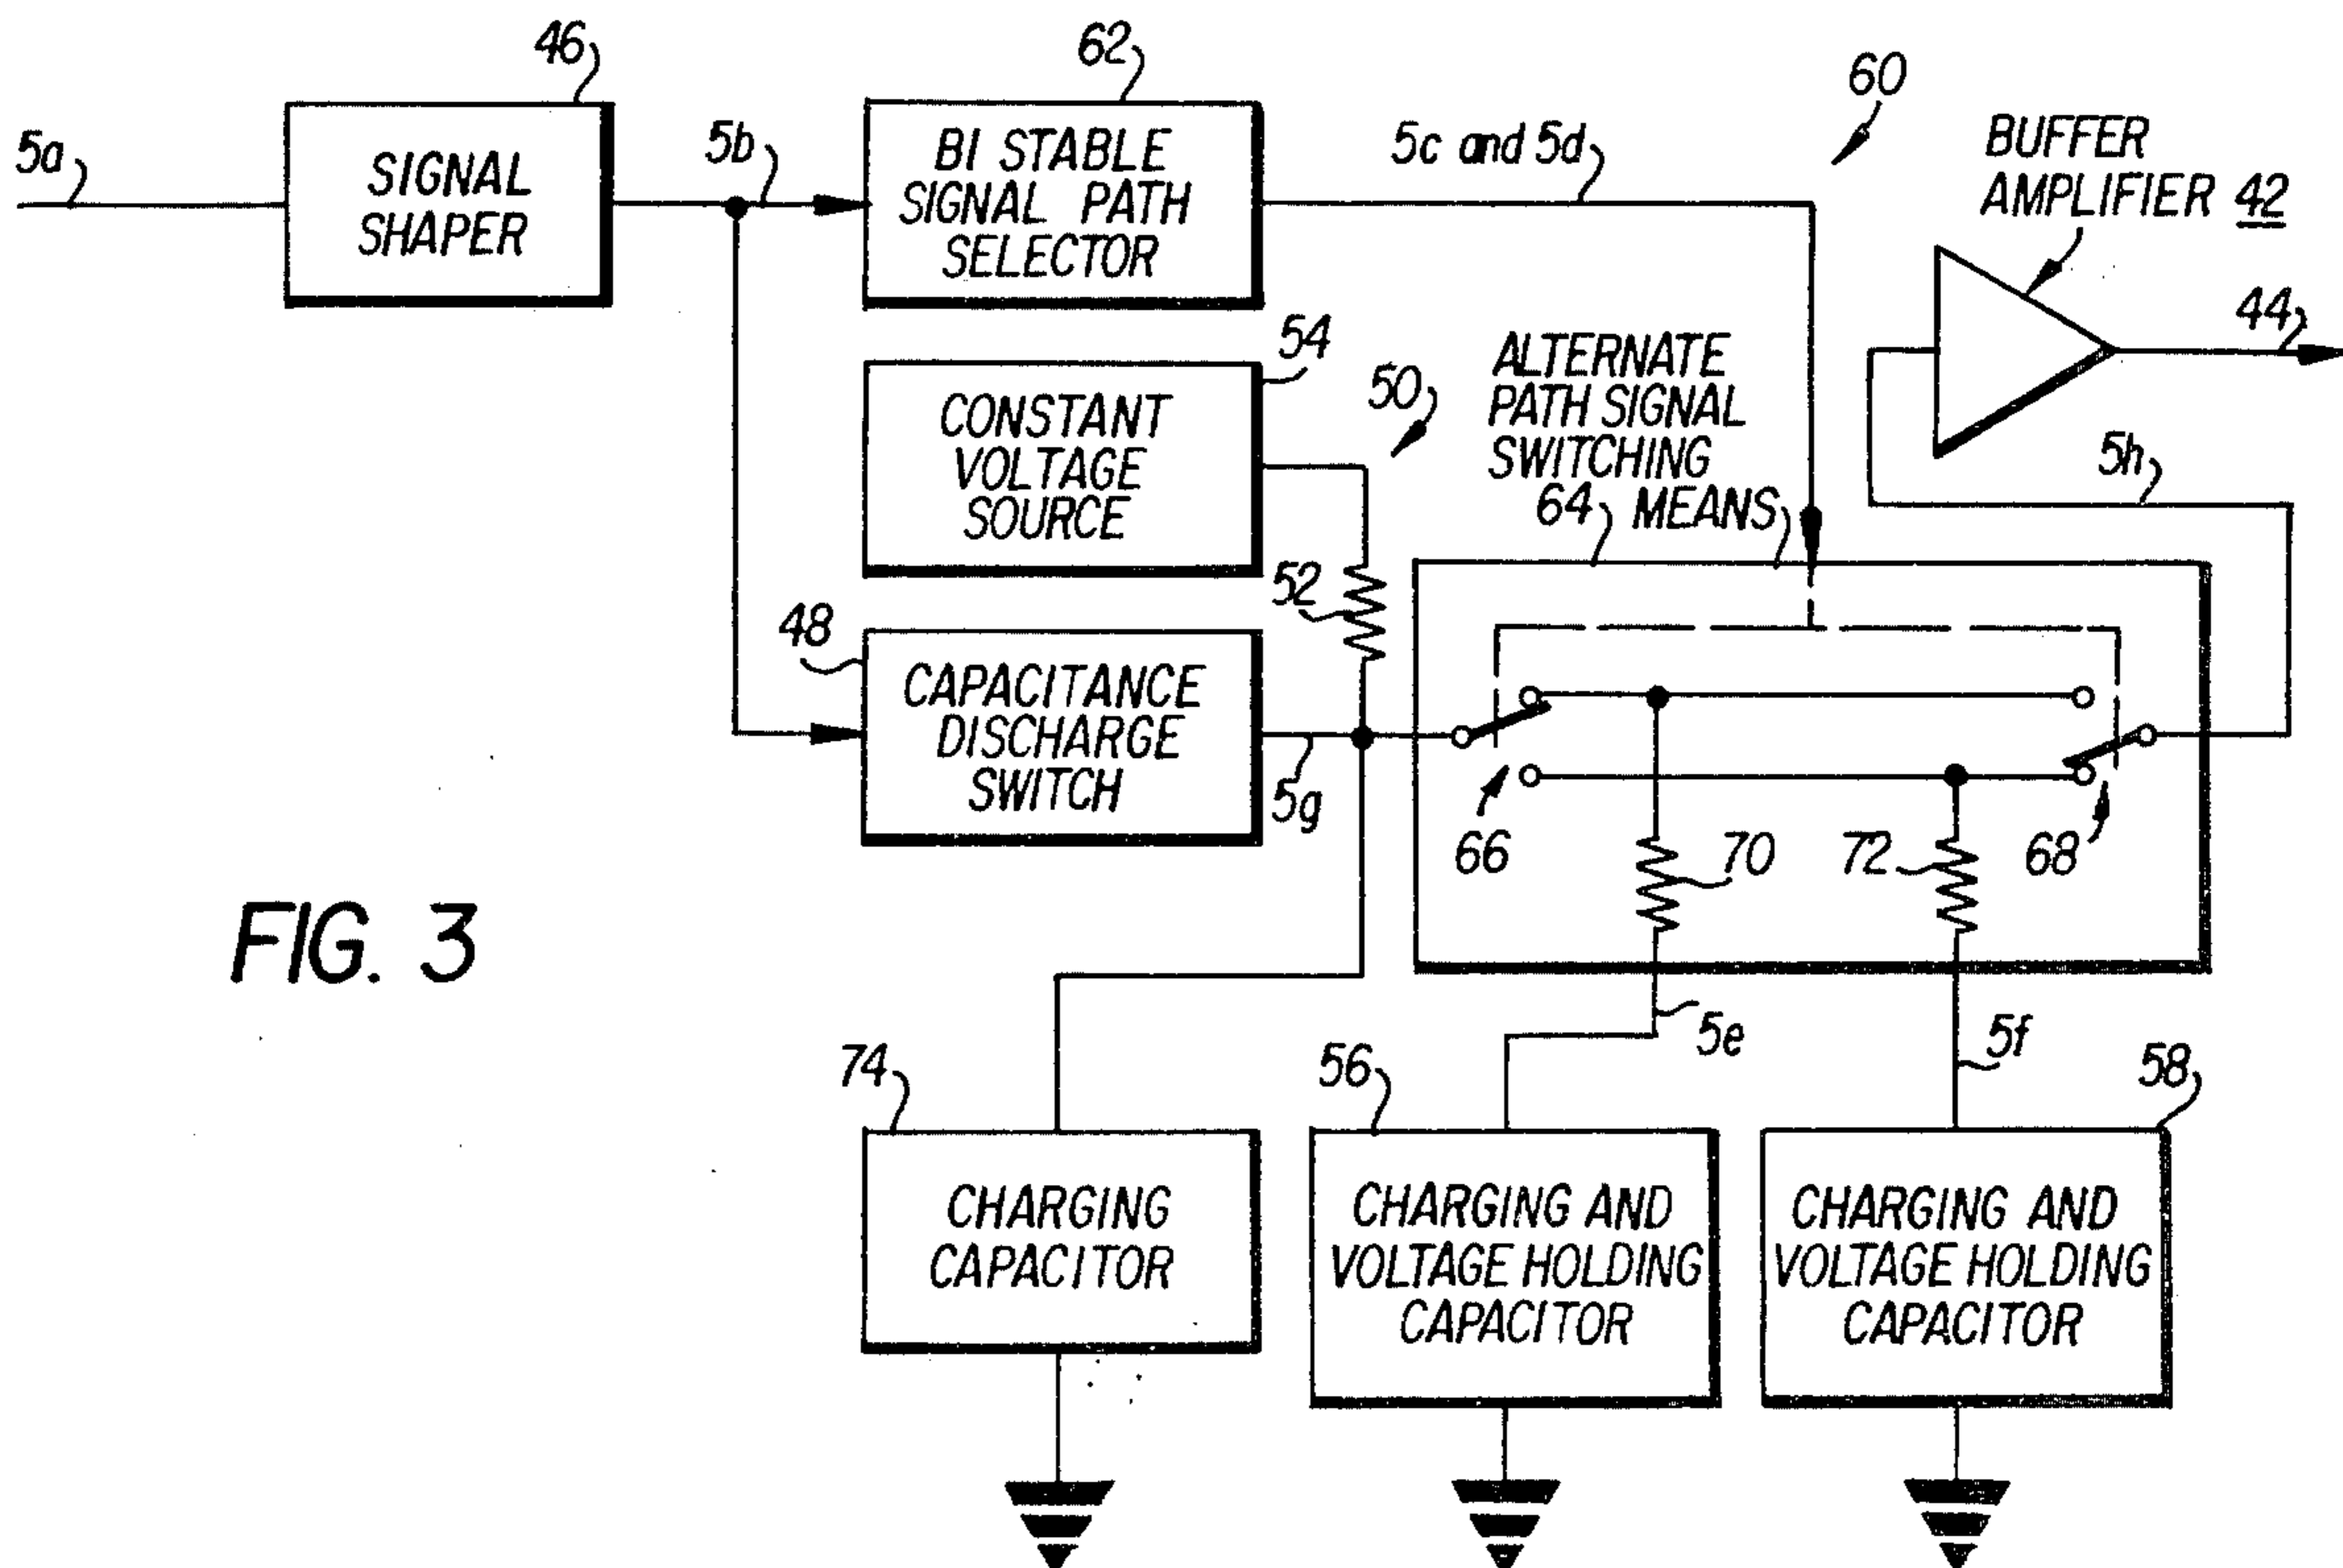 46
62
60
5a
SIGNAL
SHAPER
5b
BI STABLE
SIGNAL PATH
SELECTOR
5c and 5d
BUFFER
AMPLIFIER 42
44
54
CONSTANT
VOLTAGE
SOURCE
50
ALTERNATE
PATH SIGNAL
SWITCHING
64 MEANS
5h
52
48
CAPACITANCE
DISCHARGE
SWITCH
5g
66
70
72
68
FIG. 3
5e
5f
74
56
58
CHARGING
CAPACITOR
CHARGING AND
VOLTAGE HOLDING
CAPACITOR
CHARGING AND
VOLTAGE HOLDING
CAPACITOR